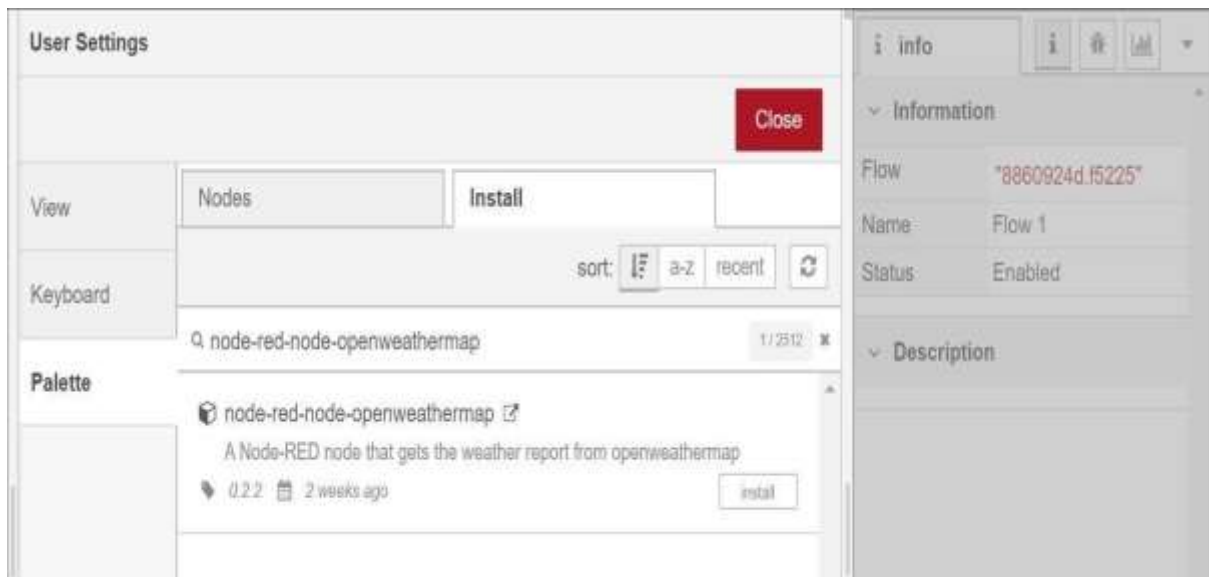 User Settings
Close
View
Keyboard
Palette
Nodes
Install
sort: a-z recent
node-red-node-openweathermap 1 / 2512 x
node-red-node-openweathermap
A Node-RED node that gets the weather report from openweathermap
0.2.2 2 weeks ago
install
i info
Information
Flow "8860924d.f5225"
Name Flow 1
Status Enabled
Description